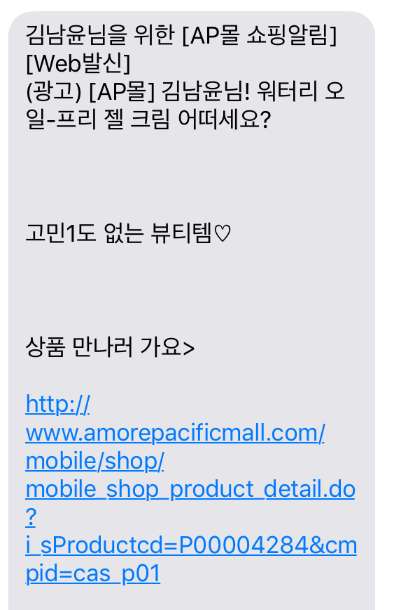 김남윤님을 위한 [AP몰 쇼핑알림]
[Web발신]
(광고) [AP몰] 김남윤님! 워터리 오
일-프리 젤 크림 어떠세요?
고민1도 없는 뷰티템♡
상품 만나러 가요>
http://
www.amorepacificmall.com/
mobile/shop/
mobile_shop_product_detail.do
?
i_sProductcd=P00004284&cm
pid=cas_p01